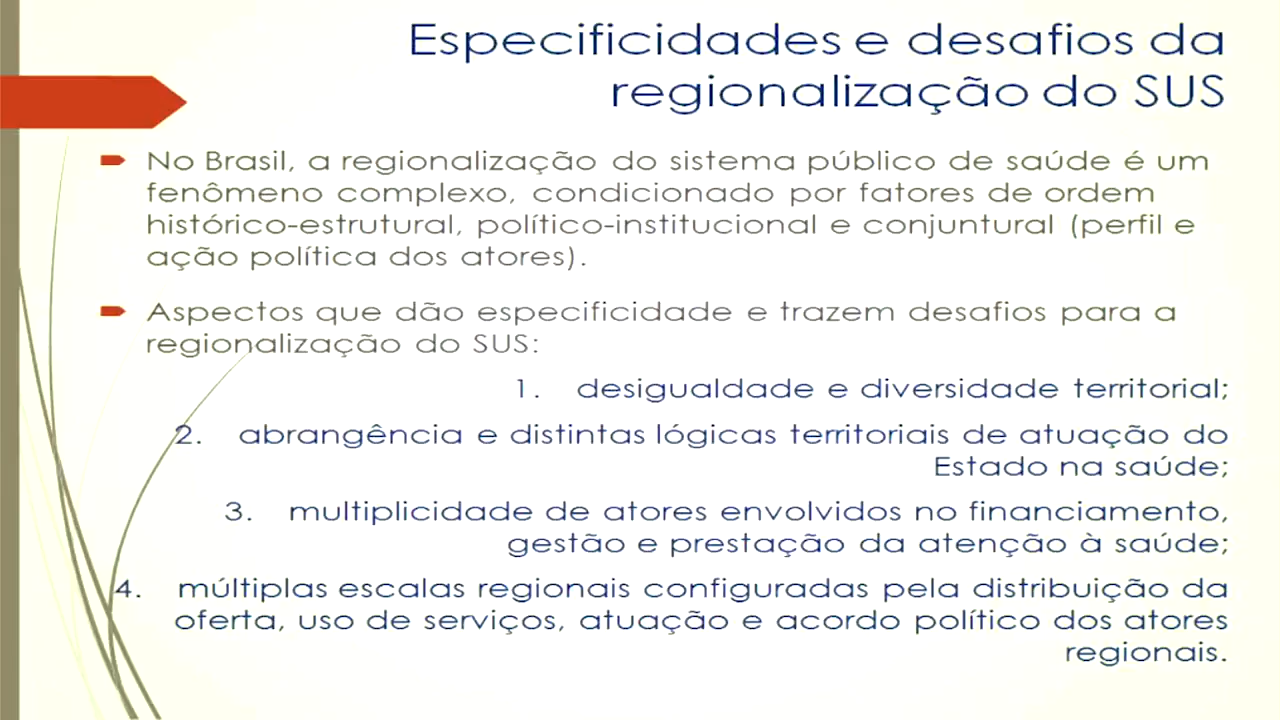 Especificidades e desafios da
regionalização do SUS
No Brasil, a regionalização do sistema público de saúde é um
fenômeno complexo, condicionado por fatores de ordem
histórico-estrutural, político-institucional e conjuntural (perfil e
ação política dos atores).
Aspectos que dão especificidade e trazem desafios para a
regionalização do SUS:
1. desigualdade e diversidade territorial;
2. abrangência e distintas lógicas territoriais de atuação do
Estado na saúde;
3. multiplicidade de atores envolvidos no financiamento,
gestão e prestação da atenção à saúde;
4. múltiplas escalas regionais configuradas pela distribuição da
oferta, uso de serviços, atuação e acordo político dos atores
regionais.